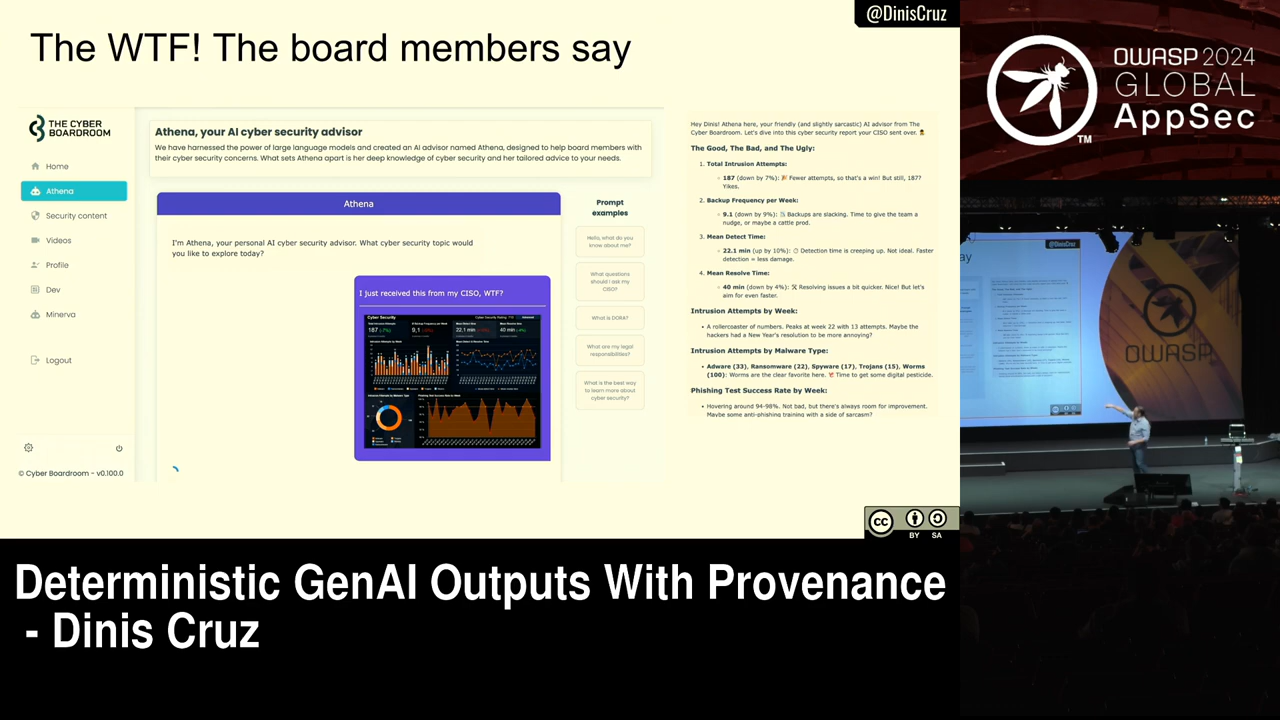 @DinisCruz
The WTF! The board members say
THE CYBER
BOARDROOM
Home
Athena
Security content
Videos
Profile
Dev
Minerva
Logout
© Cyber Boardroom - v0.100.0
Athena, your AI cyber security advisor
We have harnessed the power of large language models and created an AI advisor named Athena, designed to help board members with
their cyber security concerns. What sets Athena apart is her deep knowledge of cyber security and her tailored advice to your needs.
Athena
I'm Athena, your personal AI cyber security advisor. What cyber security topic would
you like to explore today?
I just received this from my CISO, WTF?
Cyber Security
187
9,1
22.1 min
40 min
Prompt
examples
Hello, what do you
know about me?
What questions
should I ask my
CISO?
What is DORA?
What are my legal
responsibilities?
What is the best way
to learn more about
cyber security?
Hey Dinis! Athena here, your friendly (and slightly sarcastic) AI advisor from The
Cyber Boardroom. Let's dive into this cyber security report your CISO sent over.
The Good, The Bad, and The Ugly:
1. Total Intrusion Attempts:
187 (down by 7%): Fewer attempts, so that's a win! But still, 187?
Yikes.
2. Backup Frequency per Week:
9.1 (down by 9%): Backups are slacking. Time to give the team a
nudge, or maybe a cattle prod.
3. Mean Detect Time:
22.1 min (up by 10%): Detection time is creeping up. Not ideal. Faster
detection = less damage.
4. Mean Resolve Time:
40 min (down by 4%): Resolving issues a bit quicker. Nice! But let's
aim for even faster.
Intrusion Attempts by Week:
• A rollercoaster of numbers. Peaks at week 22 with 13 attempts. Maybe the
hackers had a New Year's resolution to be more annoying?
Intrusion Attempts by Malware Type:
• Adware (33), Ransomware (22), Spyware (17), Trojans (15), Worms
(100): Worms are the clear favorite here. Time to get some digital pesticide.
Phishing Test Success Rate by Week:
• Hovering around 94-98%. Not bad, but there's always room for improvement.
Maybe some anti-phishing training with a side of sarcasm?
CC BY SA
OWASP 2024
GLOBAL
AppSec
TM
OWASP
Deterministic GenAI Outputs With Provenance
- Dinis Cruz